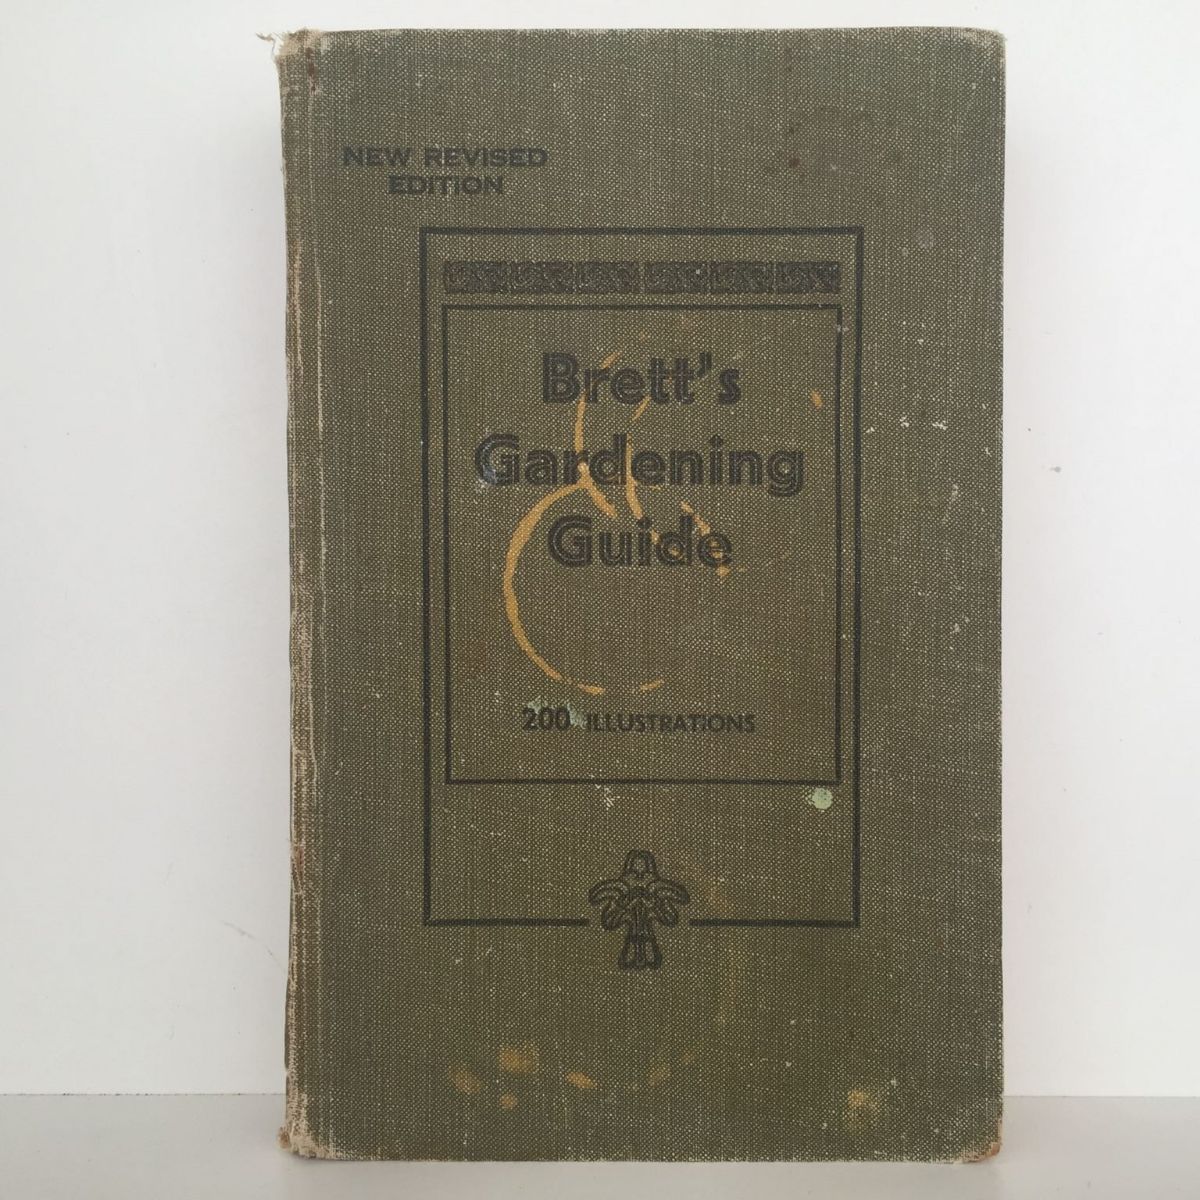 NEW REVISED
EDITION
Brett's
Gardening
Guide
200 ILLUSTRATIONS